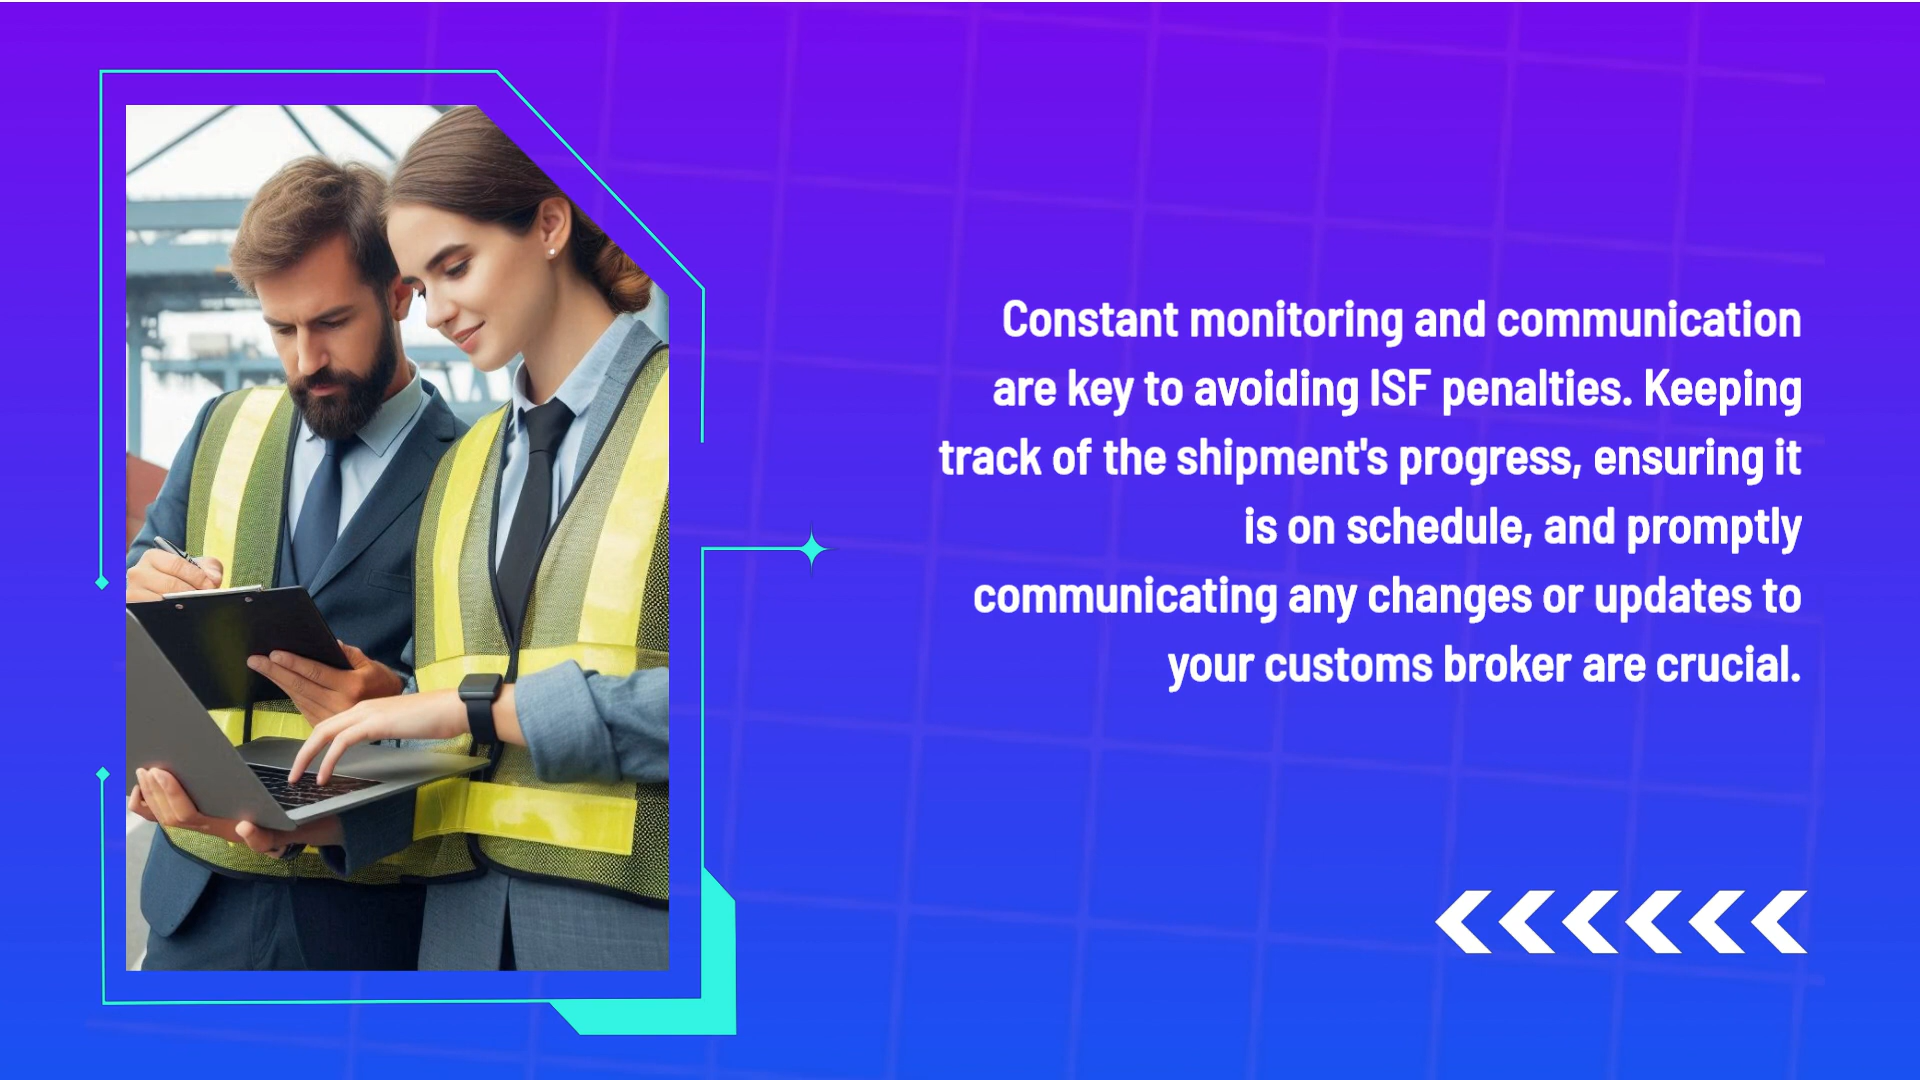 Constant monitoring and communication
are key to avoiding ISF penalties. Keeping
track of the shipment's progress, ensuring it
is on schedule, and promptly
communicating any changes or updates to
your customs broker are crucial.